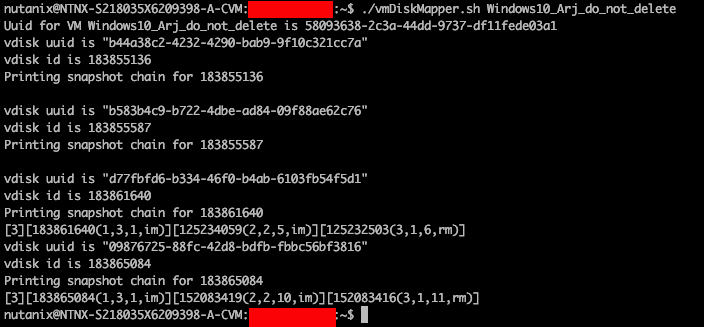 nutanix@NTNX-S218035X6209398-A-CVM: :~$ ./vmDiskMapper.sh Windows10_Arj_do_not_delete
Uuid for VM Windows10_Arj_do_not_delete is 58093638-2c3a-44dd-9737-df11fede03a1
vdisk uuid is "b44a38c2-4232-4290-bab9-9f10c321cc7a"
vdisk id is 183855136
Printing snapshot chain for 183855136
vdisk uuid is "b583b4c9-b722-4dbe-ad84-09f88ae62c76"
vdisk id is 183855587
Printing snapshot chain for 183855587
vdisk uuid is "d77fbfd6-b334-46f0-b4ab-6103fb54f5d1"
vdisk id is 183861640
Printing snapshot chain for 183861640
[3][183861640(1,3,1,im)][125234059(2,2,5,im)][125232503(3,1,6,rm)]
vdisk uuid is "09876725-88fc-42d8-bdfb-fbbc56bf3816"
vdisk id is 183865084
Printing snapshot chain for 183865084
[3][183865084(1,3,1,im)][152083419(2,2,10,im)][152083416(3,1,11,rm)]
nutanix@NTNX-S218035X6209398-A-CVM: :~$